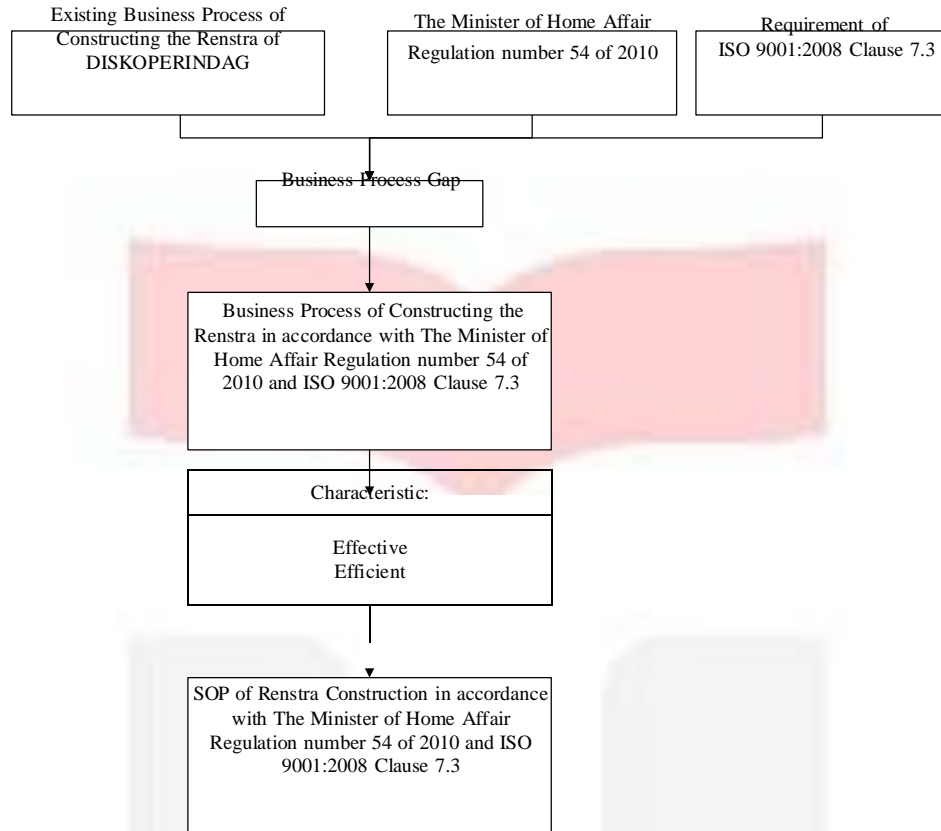 Existing Business Process of
Constructing the Renstra of
DISKOPERINDAG
The Minister of Home Affair
Regulation number 54 of 2010
Requirement of
ISO 9001:2008 Clause 7.3
Business Process Gap
Business Process of Constructing the
Renstra in accordance with The Minister of
Home Affair Regulation number 54 of
2010 and ISO 9001:2008 Clause 7.3
Characteristic:
Effective
Efficient
SOP of Renstra Construction in accordance
with The Minister of Home Affair
Regulation number 54 of 2010 and ISO
9001:2008 Clause 7.3